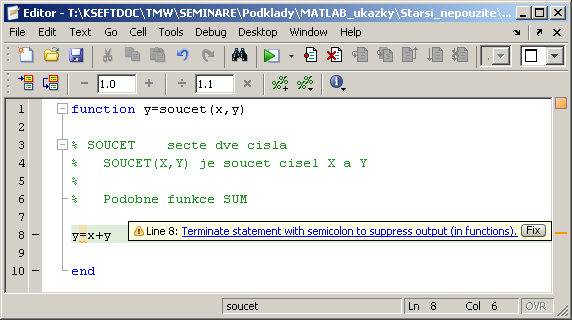 Editor - T:\KSEFTDOC\TMW\SEMINARE\Podklady\MATLAB_ukazky\Starsi_nepouzite\...
File Edit Text Go Cell Tools Debug Desktop Window Help
− 1.0 + ÷ 1.1 ×
1 function y=soucet(x,y)
2
3 % SOUCET secte dve cisla
4 % SOUCET(X,Y) je soucet cisel X a Y
5 %
6 % Podobne funkce SUM
7
8 − y=x+y
Line 8: Terminate statement with semicolon to suppress output (in functions). Fix
9
10 − end
soucet Ln 8 Col 6 OVR